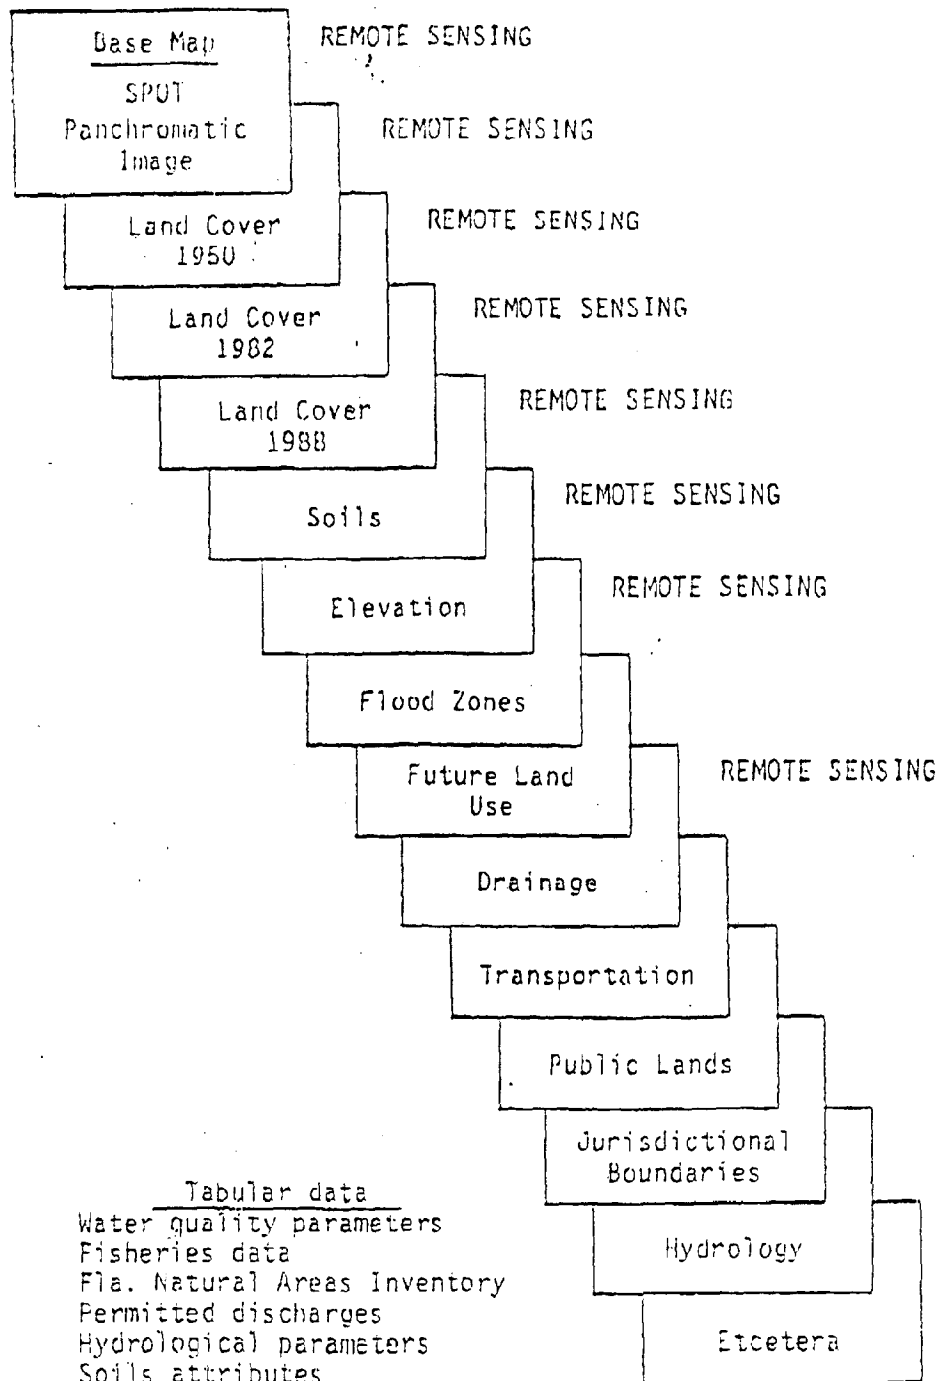 Base Map
REMOTE SENSING
SPOT
Panchromatic
Image
REMOTE SENSING
Land Cover
1950
REMOTE SENSING
Land Cover
1982
REMOTE SENSING
Land Cover
1988
REMOTE SENSING
Soils
REMOTE SENSING
Elevation
REMOTE SENSING
Flood Zones
Future Land
Use
REMOTE SENSING
Drainage
Transportation
Public Lands
Jurisdictional
Boundaries
Hydrology
Etcetera
Tabular data
Water quality parameters
Fisheries data
Fla. Natural Areas Inventory
Permitted discharges
Hydrological parameters
Soils attributes